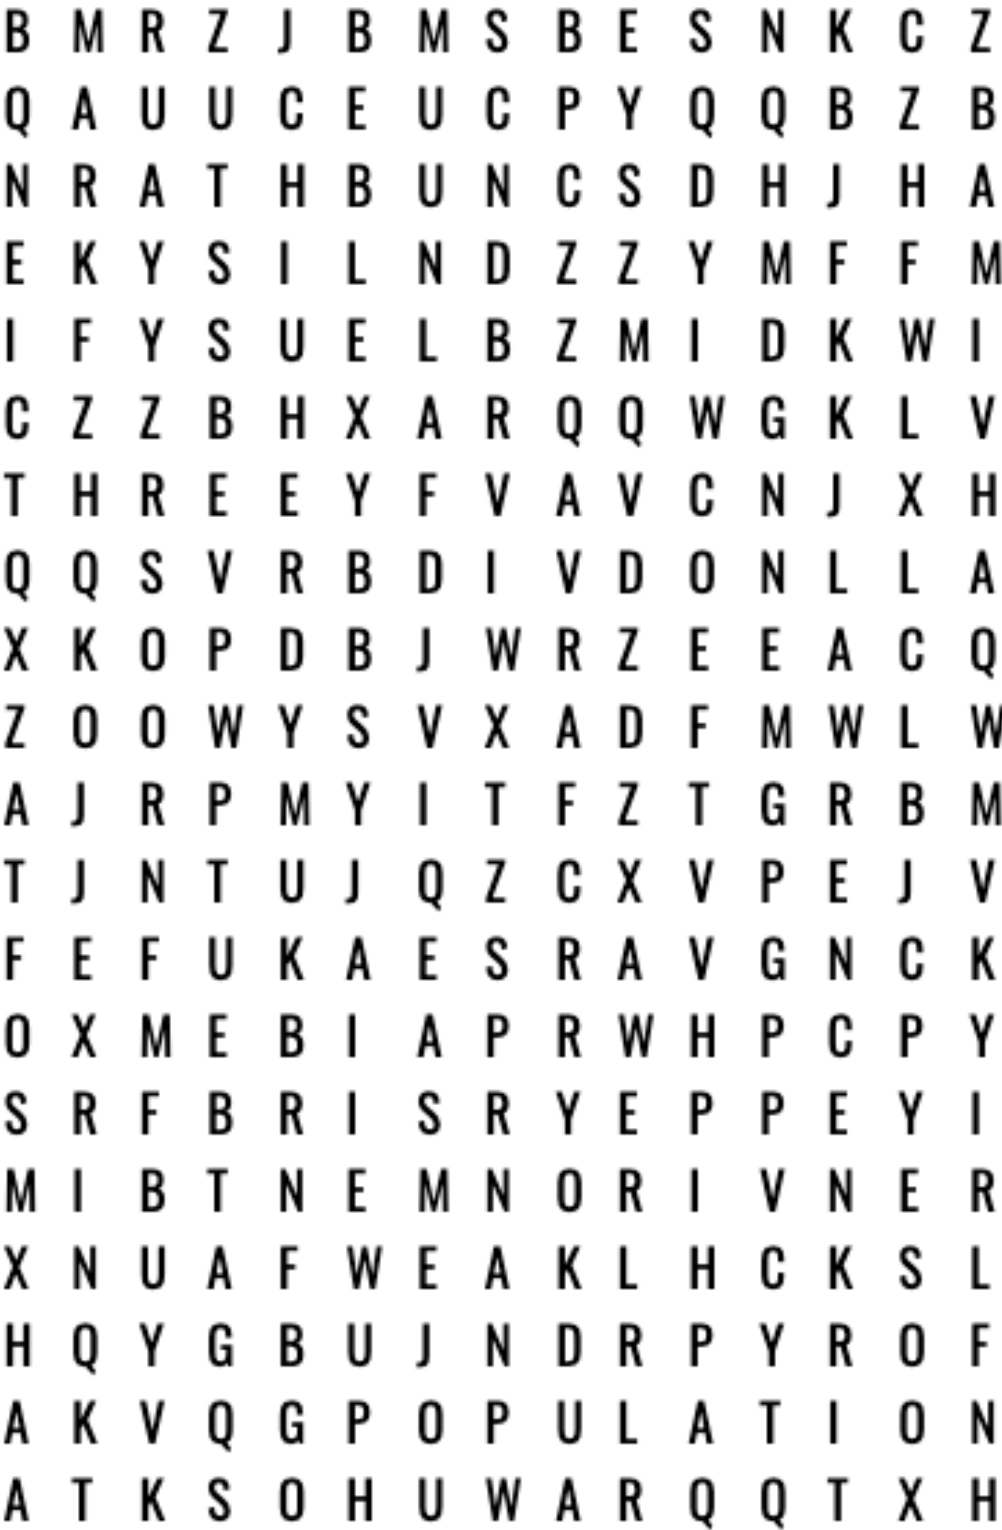 B M R Z J B M S B E S N K C Z
Q A U U C E U C P Y Q Q B Z B
N R A T H B U N C S D H J H A
E K Y S I L N D Z Z Y M F F M
I F Y S U E L B Z M I D K W I
C Z Z B H X A R Q Q W G K L V
T H R E E Y F V A V C N J X H
Q Q S V R B D I V D O N L L A
X K O P D B J W R Z E E A C Q
Z O O W Y S V X A D F M W L W
A J R P M Y I T F Z T G R B M
T J N T U J Q Z C X V P E J V
F E F U K A E S R A V G N C K
O X M E B I A P R W H P C P Y
S R F B R I S R Y E P P E Y I
M I B T N E M N O R I V N E R
X N U A F W E A K L H C K S L
H Q Y G B U J N D R P Y R O F
A K V Q G P O P U L A T I O N
A T K S O H U W A R Q Q T X H